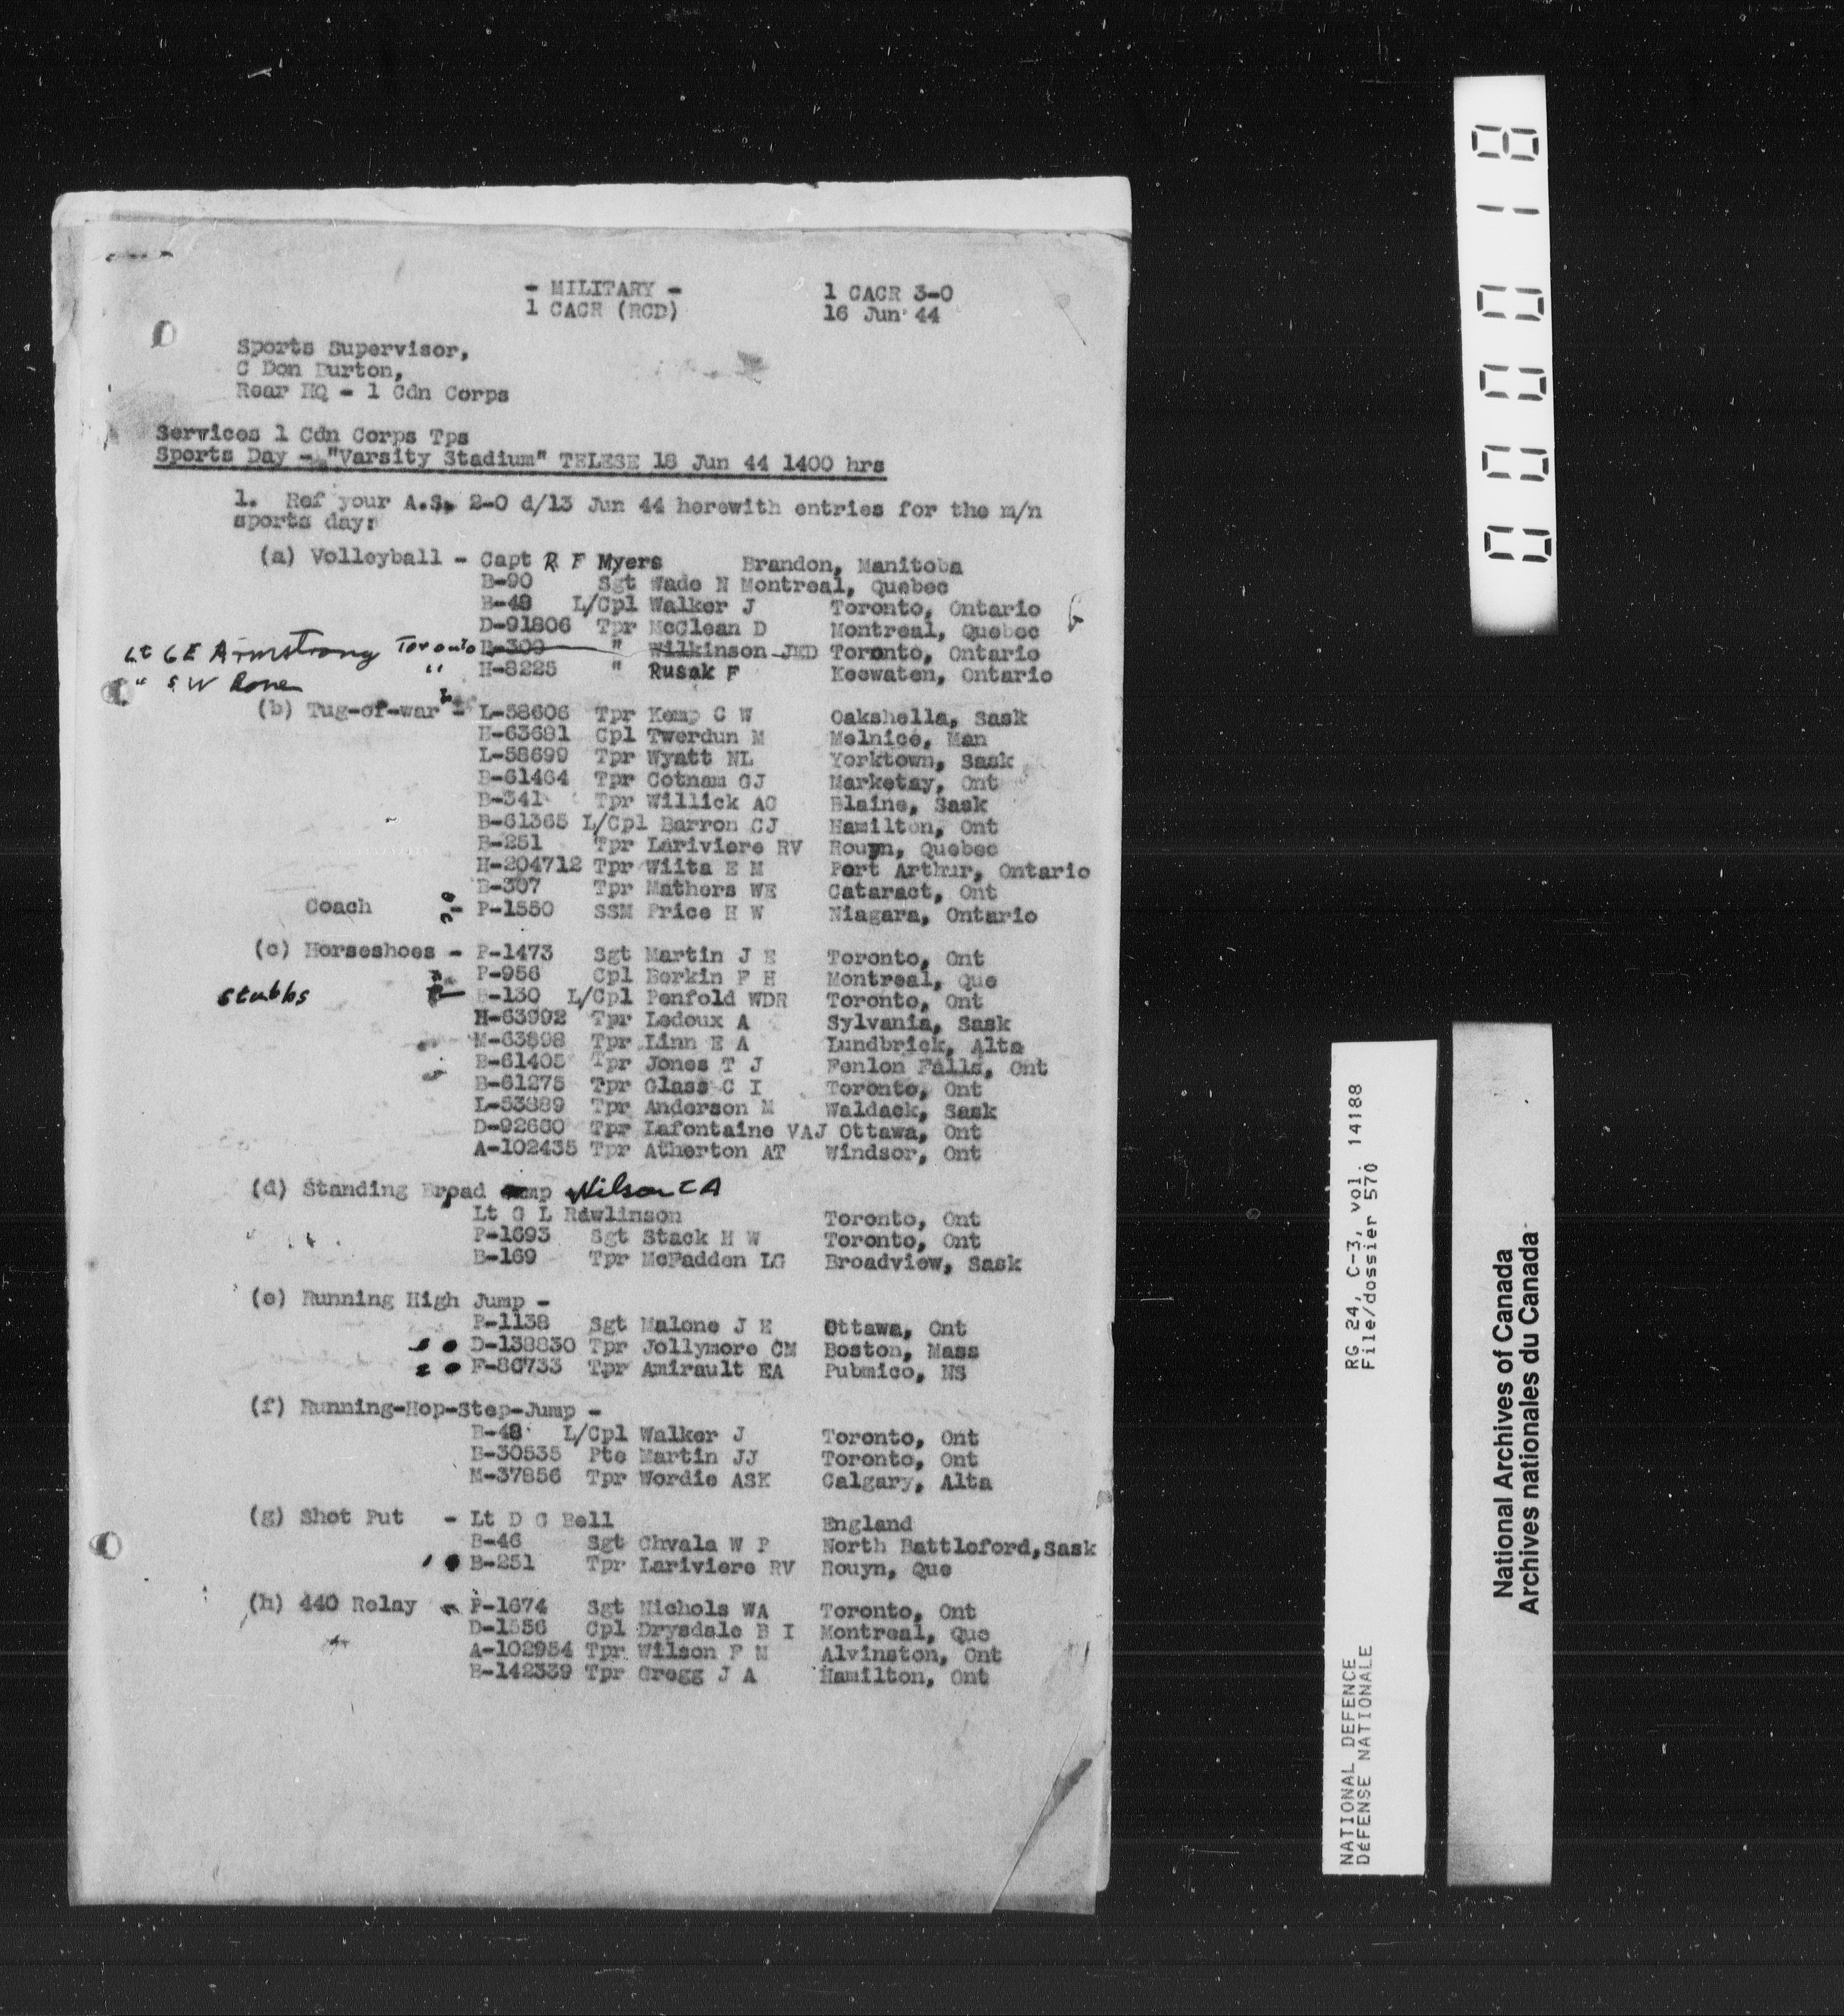 - MILITARY -
1 CACR (RCD)
1 CACR 3-0
16 Jun 44
Sports Supervisor,
C Don Burton,
Rear HQ - 1 Cdn Corps
Services 1 Cdn Corps Tps
Sports Day - "Varsity Stadium" TELESE 18 Jun 44 1400 hrs
1. Ref your A.S. 2-0 d/13 Jun 44 herewith entries for the m/n
sports day:
(a) Volleyball - Capt R F Myers Brandon, Manitoba
B-90 Sgt Wade N Montreal, Quebec
B-48 L/Cpl Walker J Toronto, Ontario
D-91806 Tpr McClean D Montreal, Quebec
Lt G E Armstrong Toronto B-309 " Wilkinson JED Toronto, Ontario
" S W " H-8225 " Rusak F Keewaten, Ontario
(b) Tug-of-war - L-58606 Tpr Kemp C W Oakshella, Sask
H-63681 Cpl Twerdun M Melnice, Man
L-58699 Tpr Wyatt NL Yorktown, Sask
B-61464 Tpr Cotnam GJ Marketay, Ont
B-341 Tpr Willick AC Blaine, Sask
B-61365 L/Cpl Barron CJ Hamilton, Ont
B-251 Tpr Lariviere RV Rouyn, Quebec
H-204712 Tpr Wiita E M Port Arthur, Ontario
B-307 Tpr Mathers WE Cataract, Ont
Coach - P-1550 SSM Price H W Niagara, Ontario
(c) Horseshoes - P-1473 Sgt Martin J E Toronto, Ont
P-956 Cpl Berkin F H Montreal, Que
Stubbs B-130 L/Cpl Penfold WDR Toronto, Ont
H-63992 Tpr Ledoux A Sylvania, Sask
M-63898 Tpr Linn E A Lundbrick, Alta
B-61405 Tpr Jones T J Fenlon Falls, Ont
B-61275 Tpr Glass C I Toronto, Ont
L-53889 Tpr Anderson M Waldack, Sask
D-92660 Tpr Lafontaine VAJ Ottawa, Ont
A-102435 Tpr Atherton AT Windsor, Ont
(d) Standing Broad Jump Wilson C A
Lt G L Rawlinson Toronto, Ont
P-1693 Sgt Stack H W Toronto, Ont
B-169 Tpr McFadden LG Broadview, Sask
(e) Running High Jump -
P-1138 Sgt Malone J E Ottawa, Ont
D-138830 Tpr Jollymore CM Boston, Mass
2 F-80733 Tpr Amirault EA Pubmico, NS
(f) Running-Hop-Step-Jump -
B-48 L/Cpl Walker J Toronto, Ont
B-30535 Pte Martin JJ Toronto, Ont
M-37856 Tpr Wordie ASK Calgary, Alta
(g) Shot Put - Lt D G Bell England
B-46 Sgt Chvala W P North Battleford, Sask
B-251 Tpr Lariviere RV Rouyn, Que
(h) 440 Relay - P-1674 Sgt Nichols WA Toronto, Ont
D-1556 Cpl Drysdale B I Montreal, Que
A-102954 Tpr Wilson F M Alvinston, Ont
B-142339 Tpr Gregg J A Hamilton, Ont
000018
NATIONAL DEFENCE RG 24, C-3, vol. 14188
DÉFENSE NATIONALE File/dossier 570
National Archives of Canada
Archives nationales du Canada